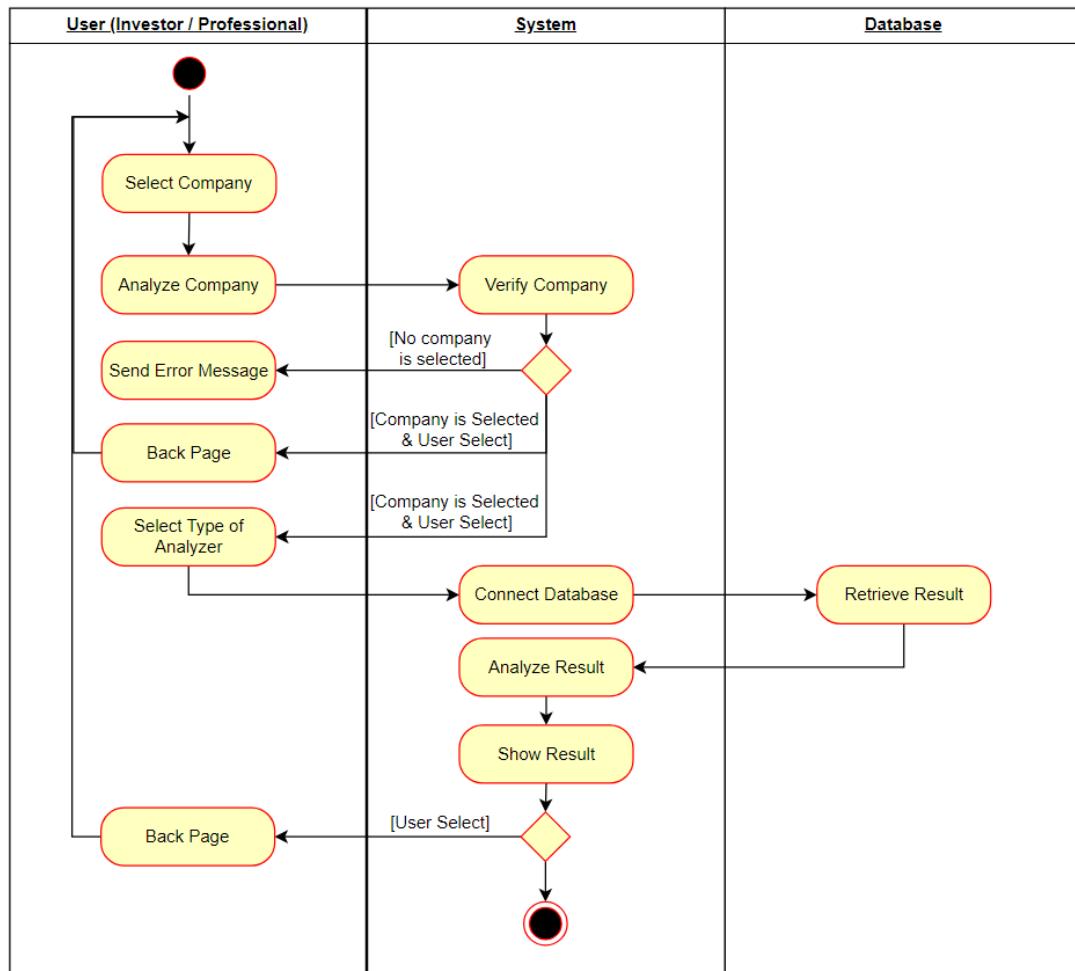 User (Investor / Professional)
System
Database
Select Company
Analyze Company
Verify Company
[No company
is selected]
Send Error Message
[Company is Selected
& User Select]
Back Page
[Company is Selected
& User Select]
Select Type of
Analyzer
Connect Database
Retrieve Result
Analyze Result
Show Result
[User Select]
Back Page